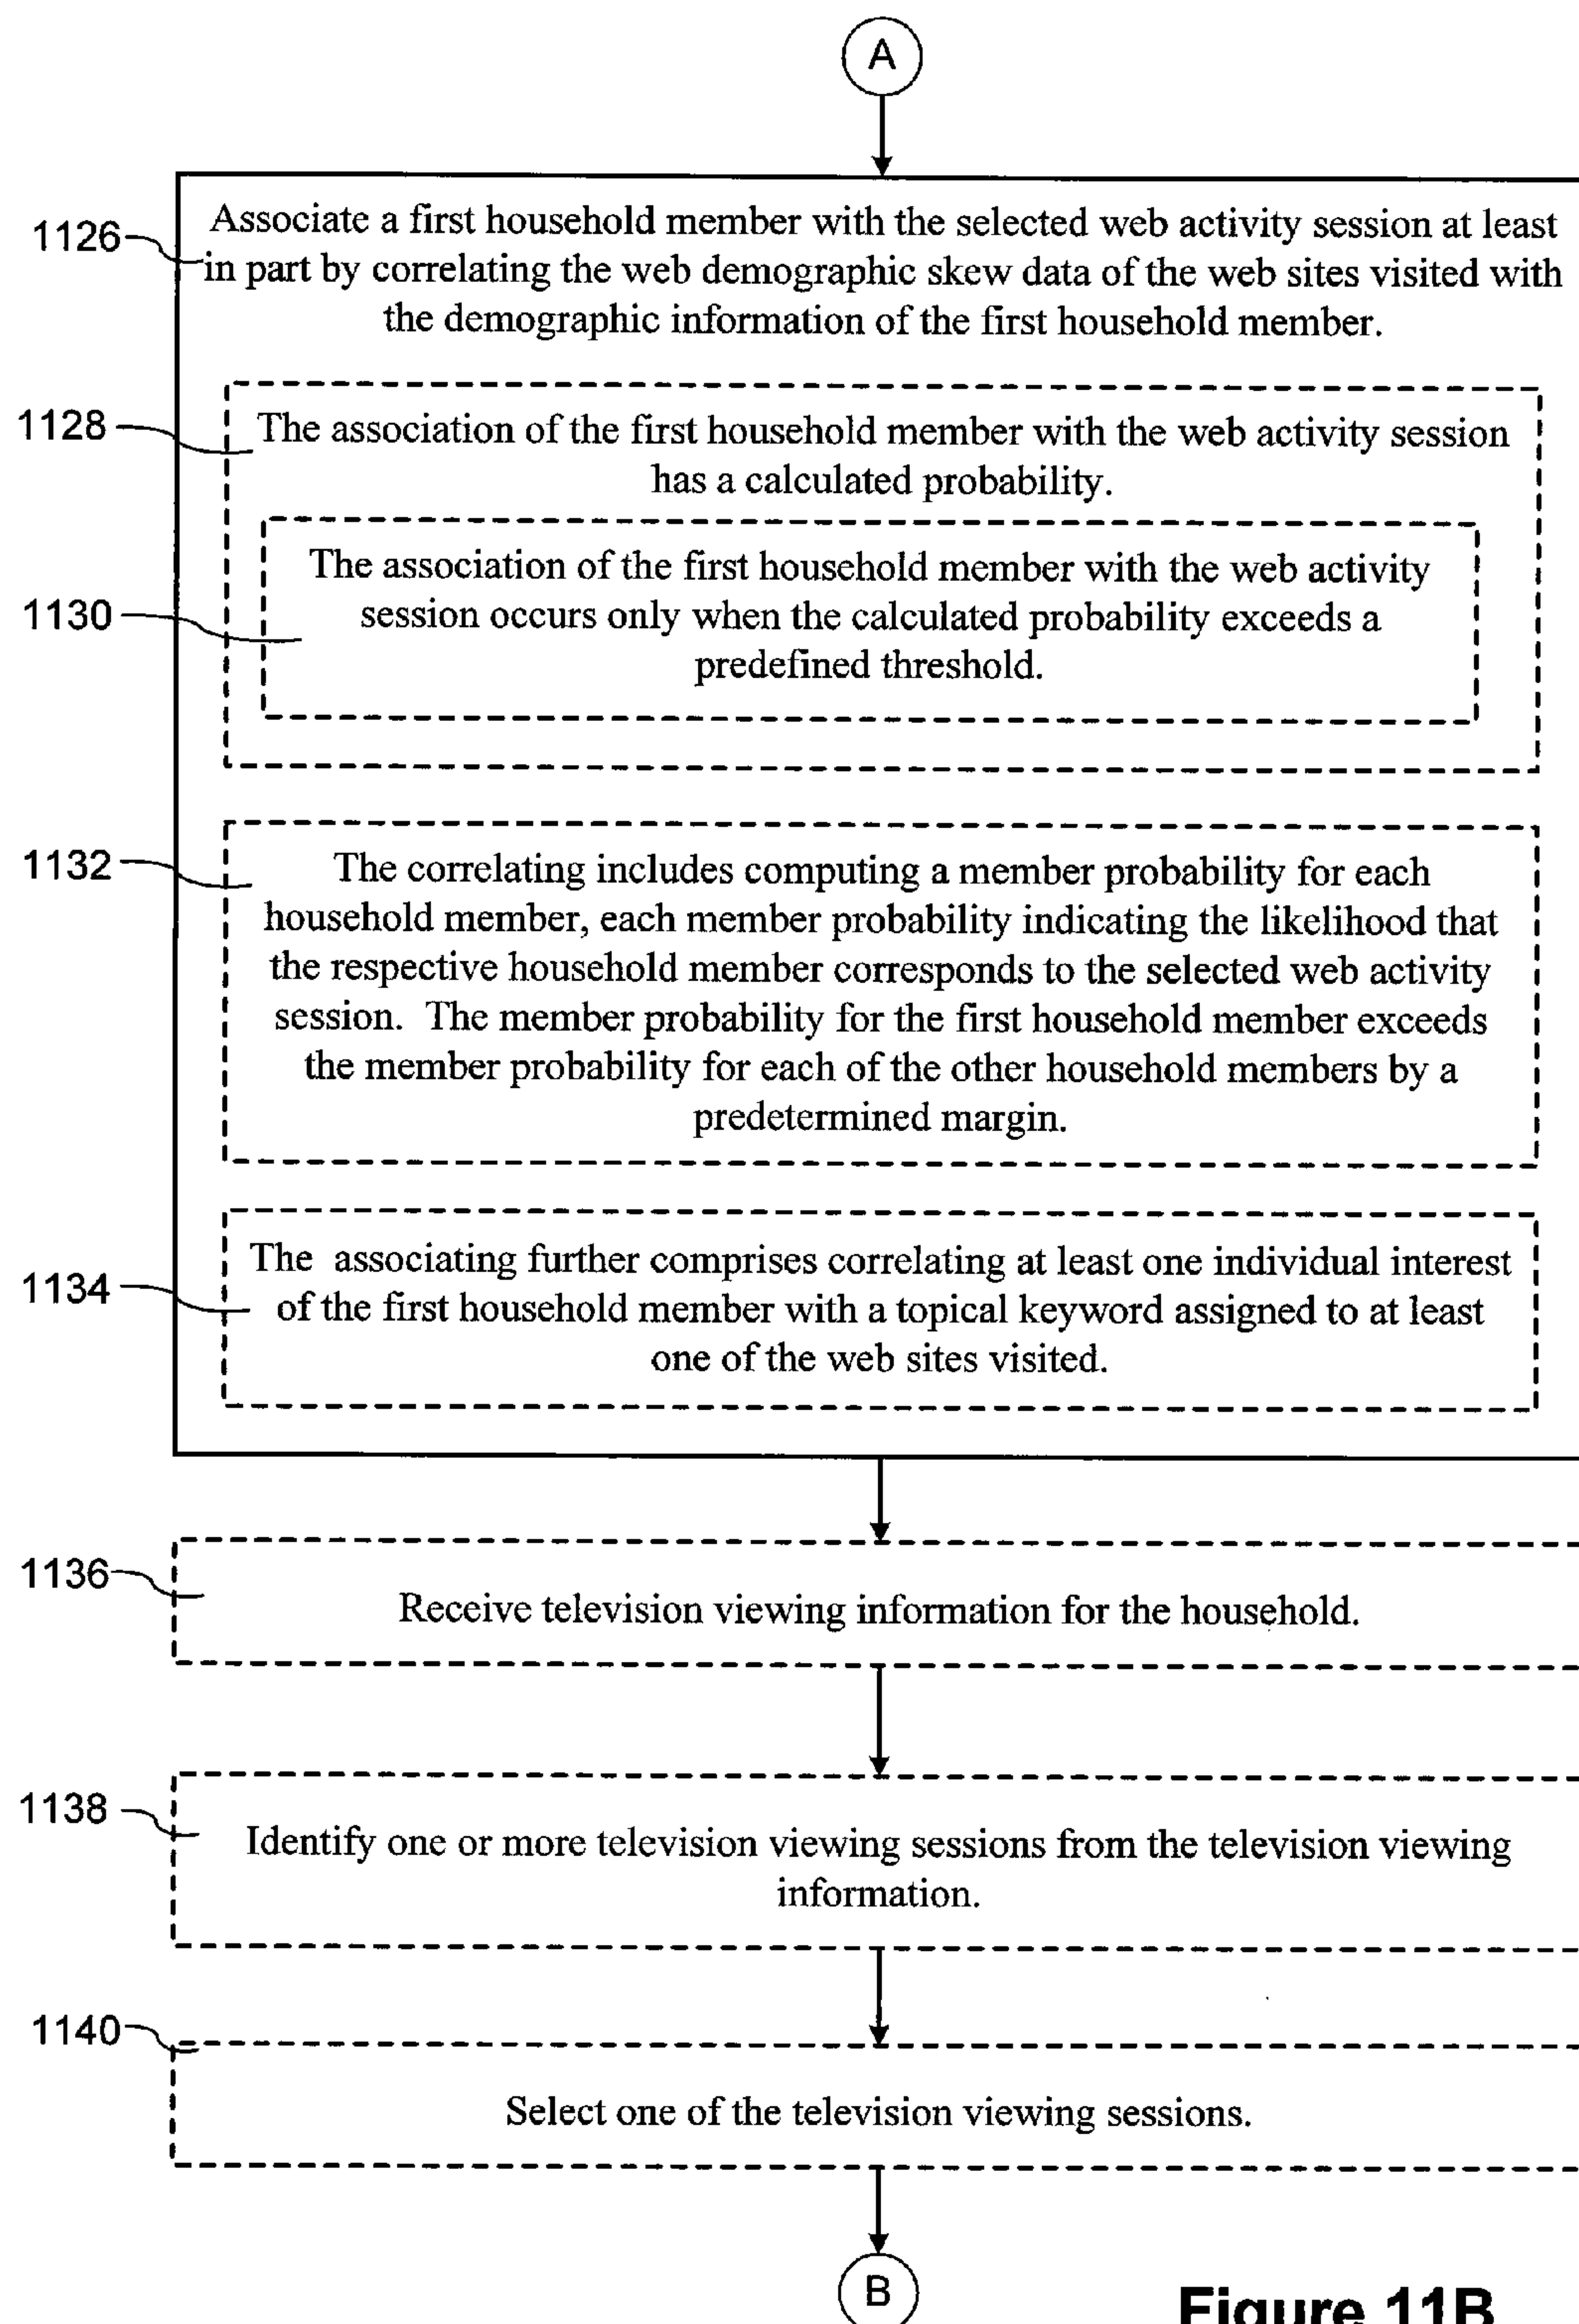 A
1126
Associate a first household member with the selected web activity session at least
in part by correlating the web demographic skew data of the web sites visited with
the demographic information of the first household member.
1128
The association of the first household member with the web activity session
has a calculated probability.
1130
The association of the first household member with the web activity
session occurs only when the calculated probability exceeds a
predefined threshold.
1132
The correlating includes computing a member probability for each
household member, each member probability indicating the likelihood that
the respective household member corresponds to the selected web activity
session. The member probability for the first household member exceeds
the member probability for each of the other household members by a
predetermined margin.
1134
The associating further comprises correlating at least one individual interest
of the first household member with a topical keyword assigned to at least
one of the web sites visited.
1136
Receive television viewing information for the household.
1138
Identify one or more television viewing sessions from the television viewing
information.
1140
Select one of the television viewing sessions.
B
Figure 11B